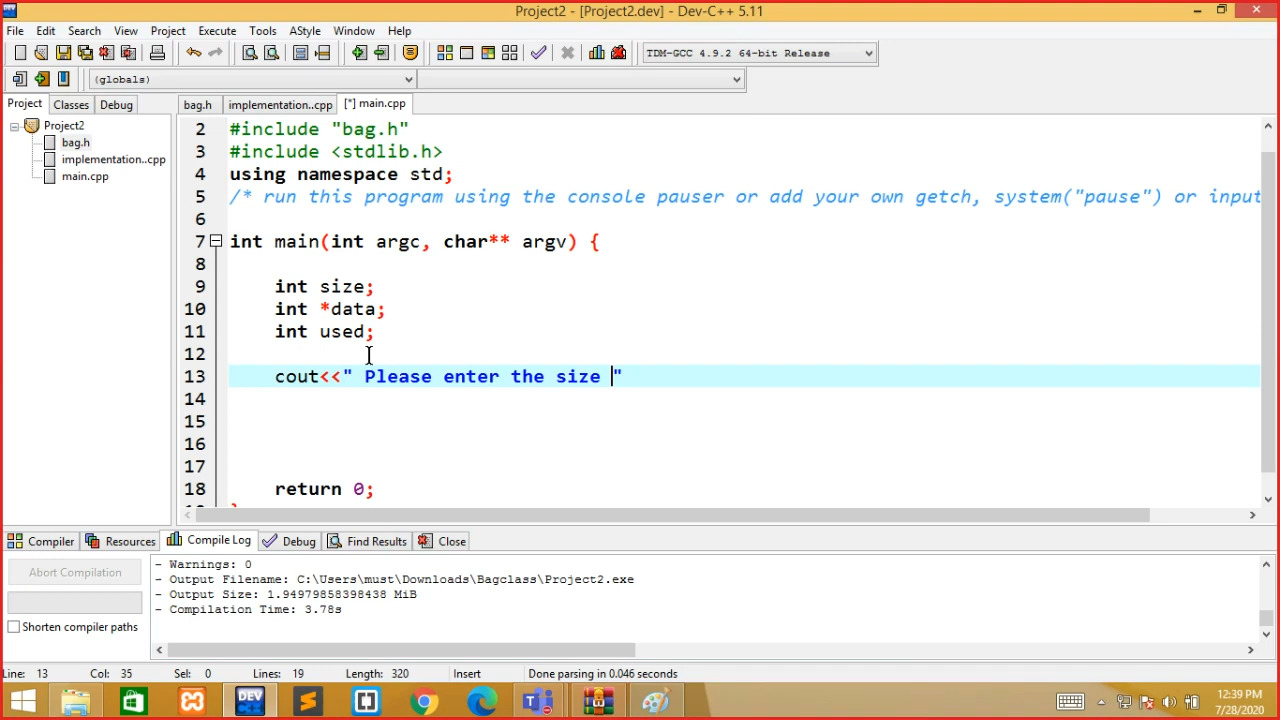 Project2 - [Project2.dev] - Dev-C++ 5.11
File Edit Search View Project Execute Tools AStyle Window Help
TDM-GCC 4.9.2 64-bit Release
(globals)
Project Classes Debug
bag.h implementation..cpp [*] main.cpp
Project2
bag.h
implementation..cpp
main.cpp
2 #include "bag.h"
3 #include <stdlib.h>
4 using namespace std;
5 /* run this program using the console pauser or add your own getch, system("pause") or input
6
7 int main(int argc, char** argv) {
8
9 int size;
10 int *data;
11 int used;
12
13 cout<<" Please enter the size "
14
15
16
17
18 return 0;
Compiler Resources Compile Log Debug Find Results Close
Abort Compilation
Shorten compiler paths
- Warnings: 0
- Output Filename: C:\Users\must\Downloads\Bagclass\Project2.exe
- Output Size: 1.94979858398438 MiB
- Compilation Time: 3.78s
Line: 13 Col: 35 Sel: 0 Lines: 19 Length: 320 Insert Done parsing in 0.046 seconds
DEV
12:39 PM
7/28/2020